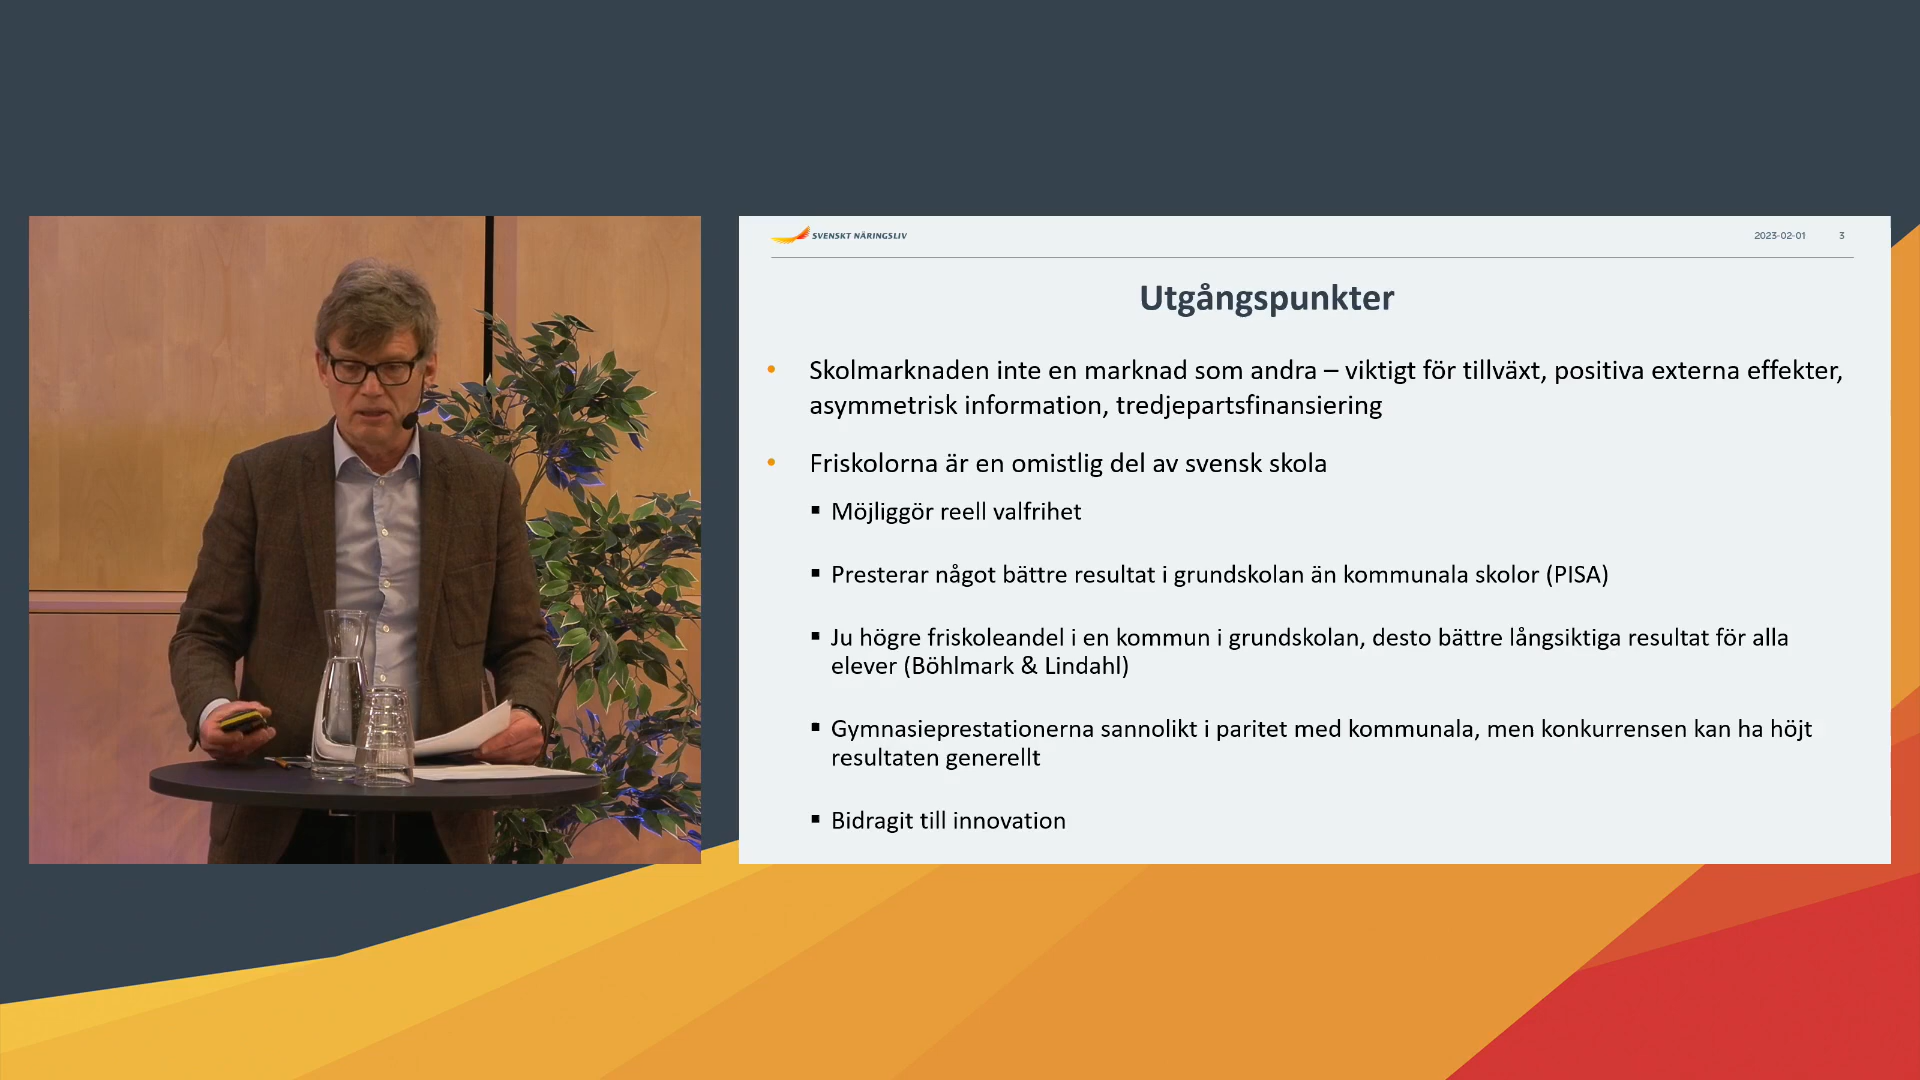 SVENSKT NÄRINGSLIV
2023-02-01 3
Utgångspunkter
• Skolmarknaden inte en marknad som andra – viktigt för tillväxt, positiva externa effekter,
asymmetrisk information, tredjepartsfinansiering
• Friskolorna är en omistlig del av svensk skola
▪ Möjliggör reell valfrihet
▪ Presterar något bättre resultat i grundskolan än kommunala skolor (PISA)
▪ Ju högre friskoleandel i en kommun i grundskolan, desto bättre långsiktiga resultat för alla
elever (Böhlmark & Lindahl)
▪ Gymnasieprestationerna sannolikt i paritet med kommunala, men konkurrensen kan ha höjt
resultaten generellt
▪ Bidragit till innovation